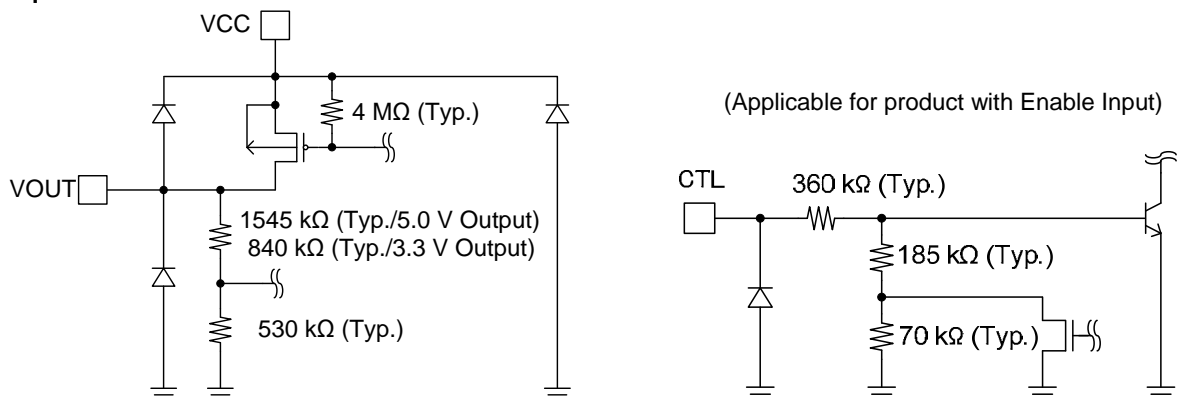 VCC
4 MΩ (Typ.)
VOUT
1545 kΩ (Typ./5.0 V Output)
840 kΩ (Typ./3.3 V Output)
530 kΩ (Typ.)
(Applicable for product with Enable Input)
CTL
360 kΩ (Typ.)
185 kΩ (Typ.)
70 kΩ (Typ.)